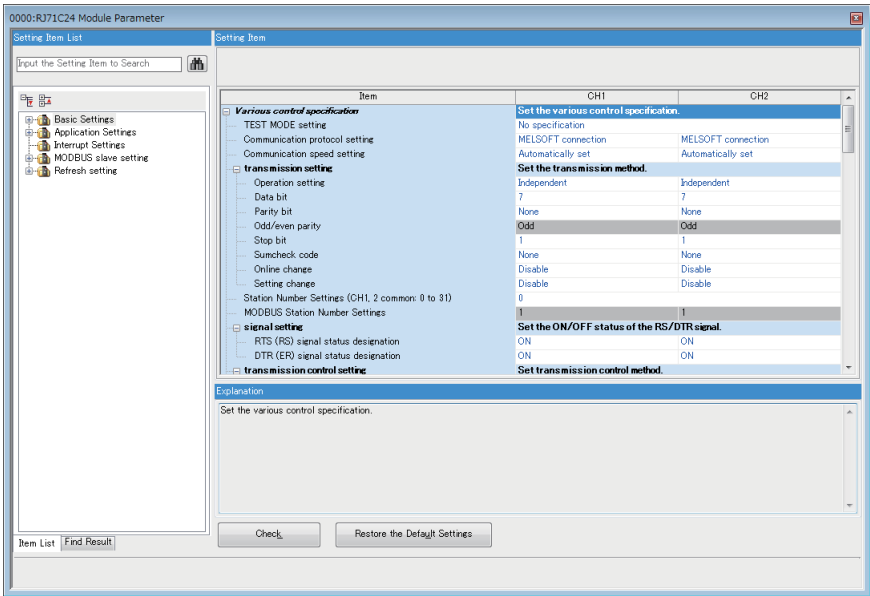 0000:RJ71C24 Module Parameter
Setting Item List
Input the Setting Item to Search
Basic Settings
Application Settings
Interrupt Settings
MODBUS slave setting
Refresh setting
Item List Find Result
Setting Item
Item CH1 CH2
Various control specification Set the various control specification.
TEST MODE setting No specification
Communication protocol setting MELSOFT connection MELSOFT connection
Communication speed setting Automatically set Automatically set
transmission setting Set the transmission method.
Operation setting Independent Independent
Data bit 7 7
Parity bit None None
Odd/even parity Odd Odd
Stop bit 1 1
Sumcheck code None None
Online change Disable Disable
Setting change Disable Disable
Station Number Settings (CH1, 2 common: 0 to 31) 0
MODBUS Station Number Settings 1 1
signal setting Set the ON/OFF status of the RS/DTR signal.
RTS (RS) signal status designation ON ON
DTR (ER) signal status designation ON ON
transmission control setting Set transmission control method.
Explanation
Set the various control specification.
Check Restore the Default Settings